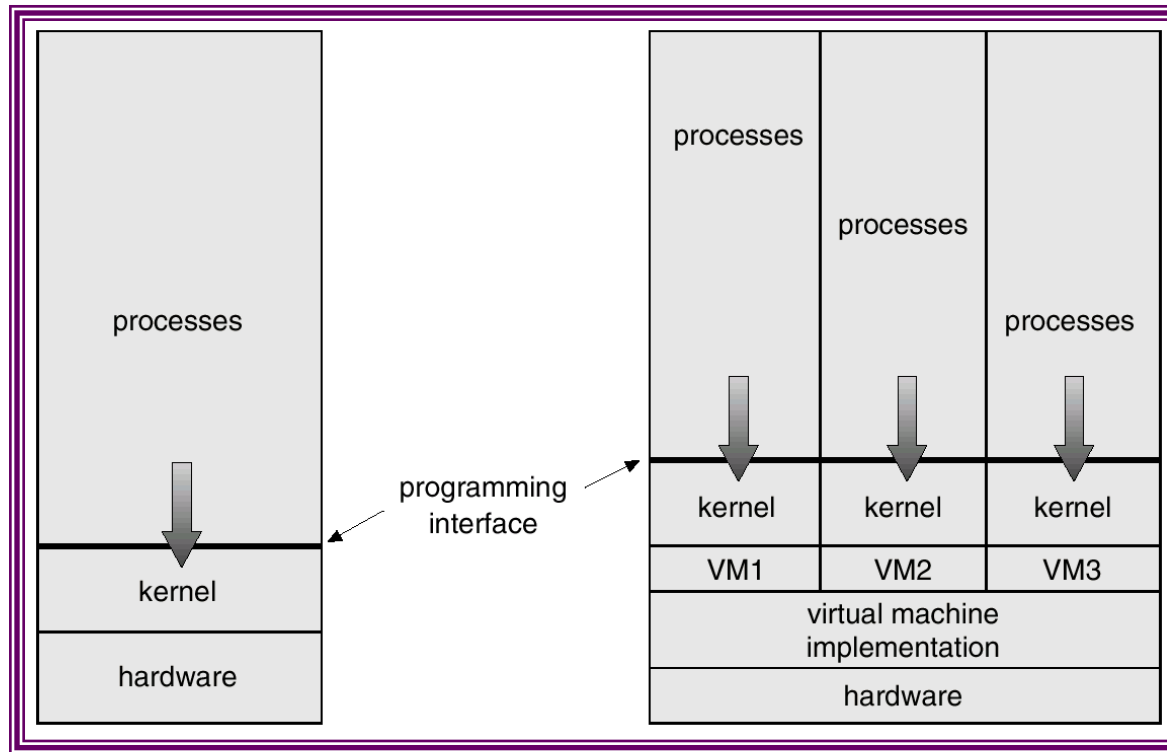 processes
kernel
hardware
programming
interface
processes
processes
processes
kernel
kernel
kernel
VM1
VM2
VM3
virtual machine
implementation
hardware